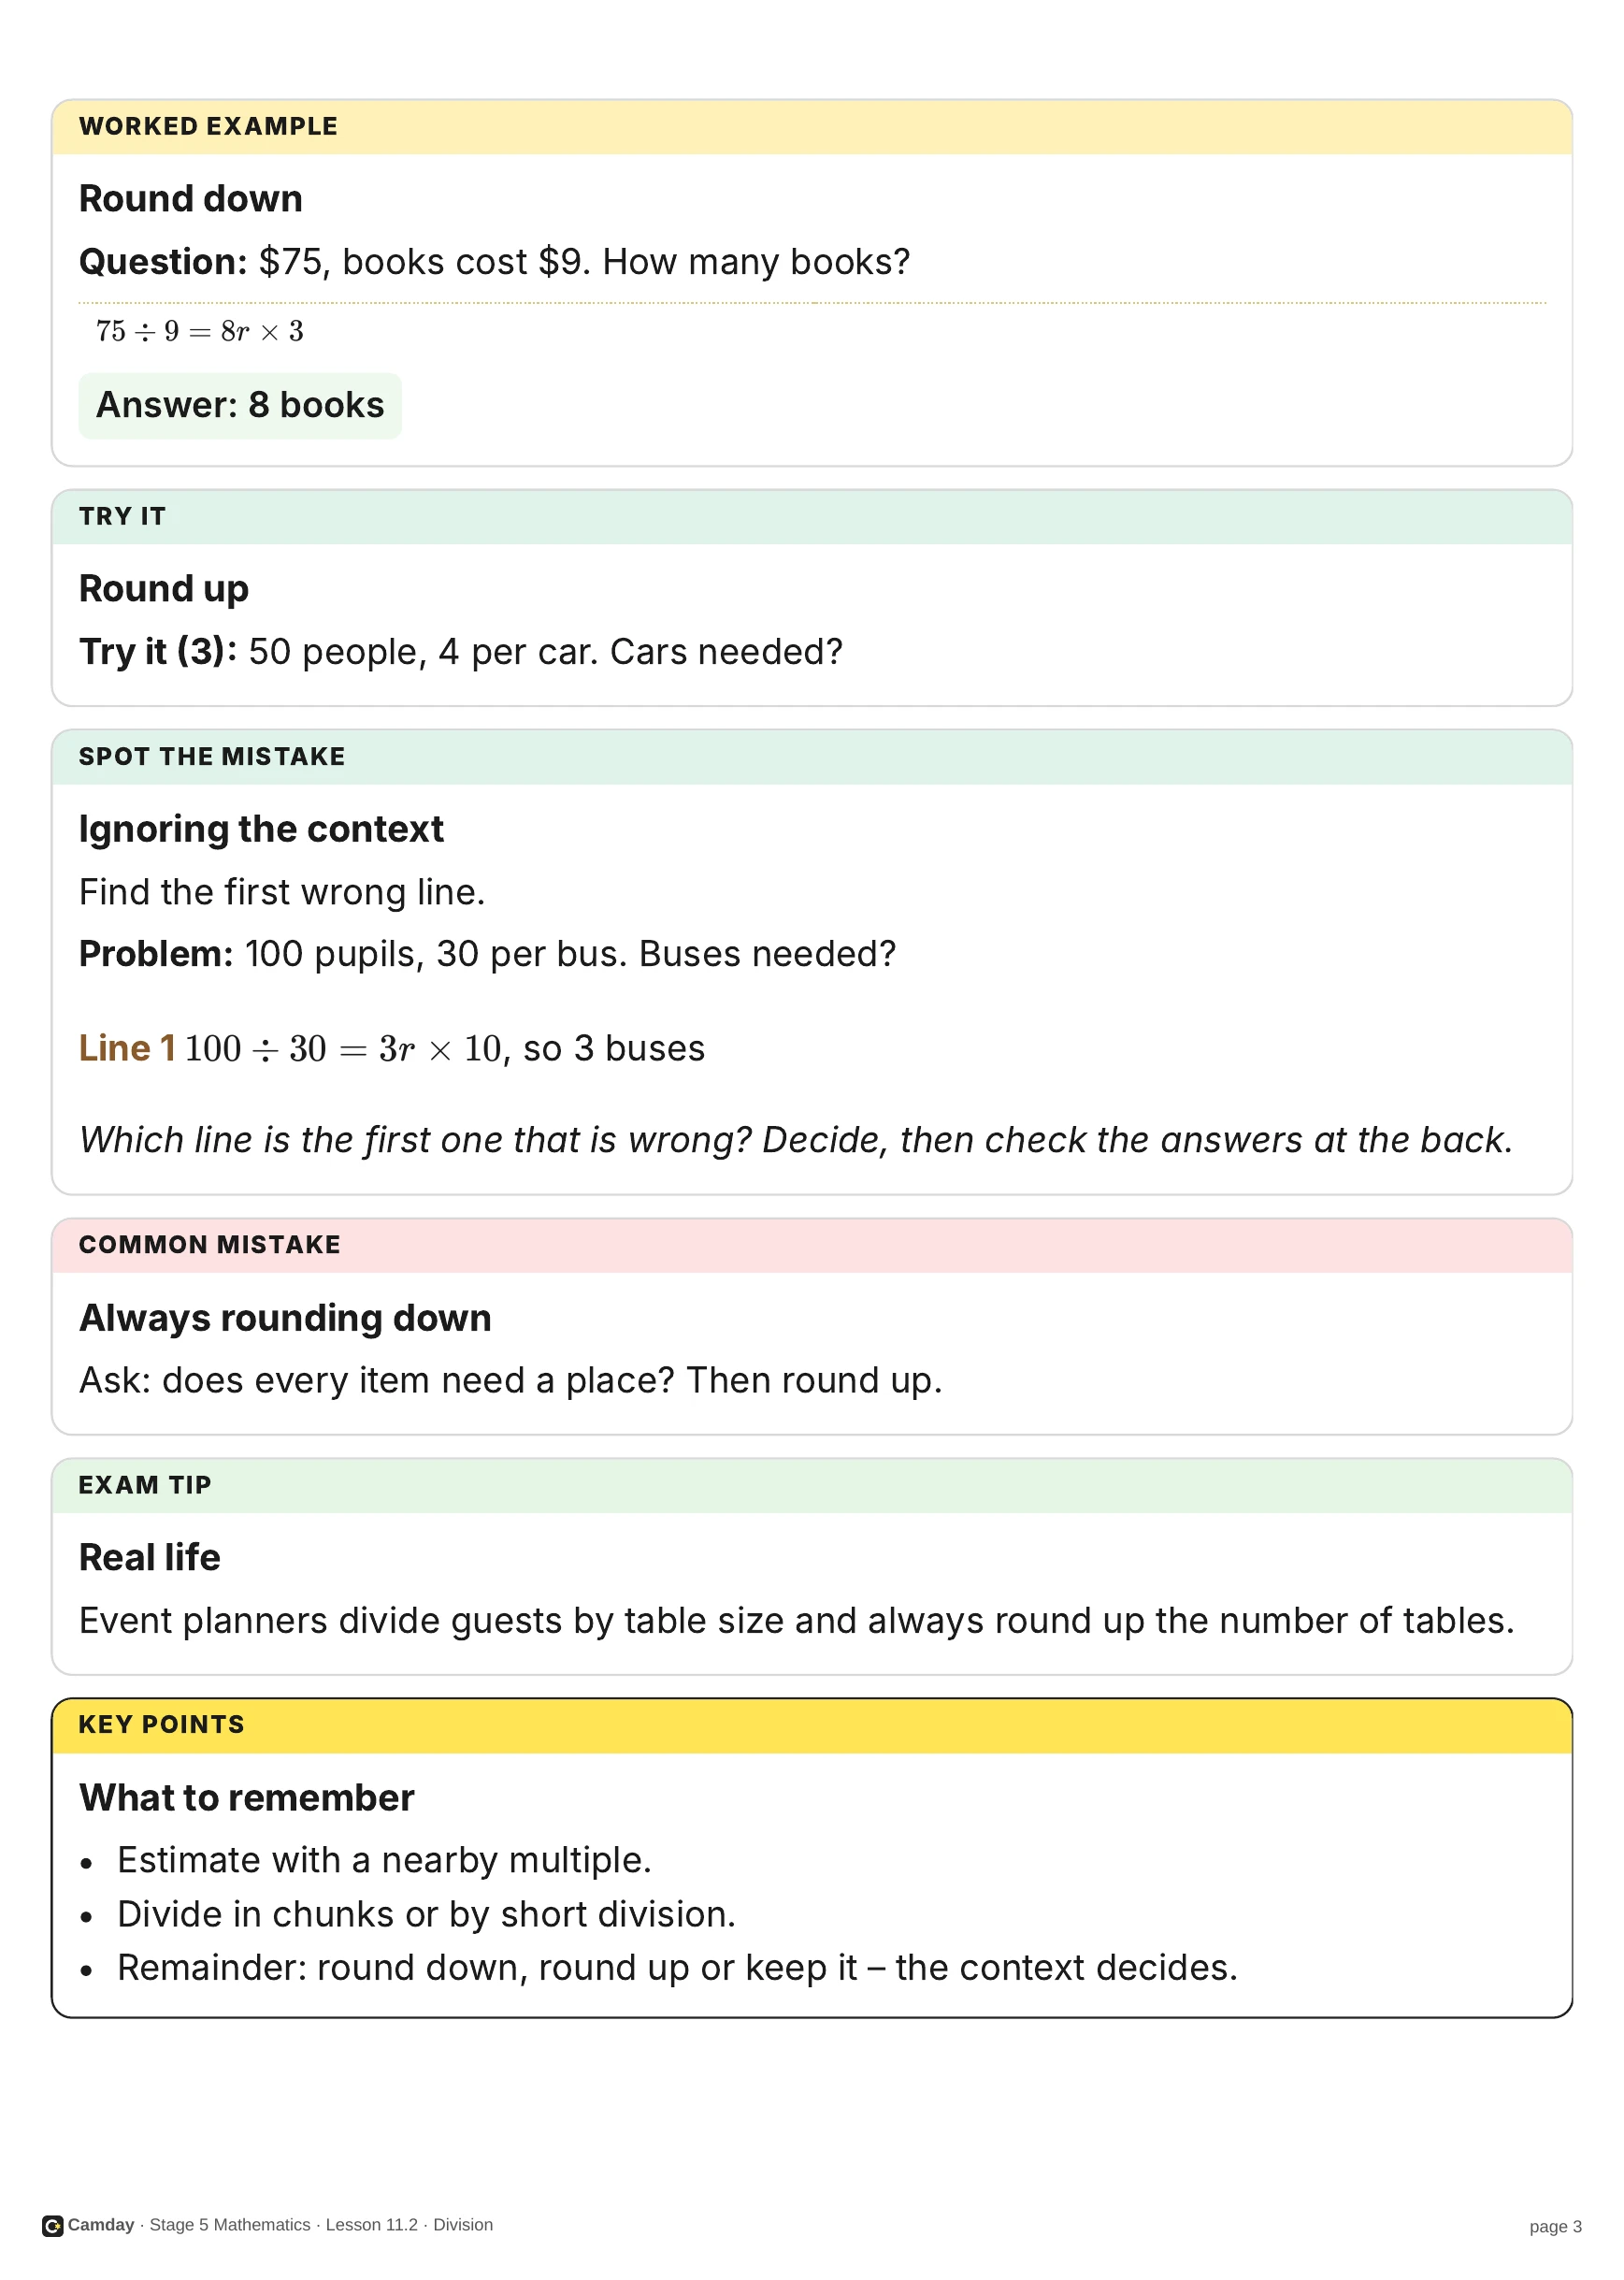 WORKED EXAMPLE
Round down
Question: $75, books cost $9. How many books?
75 ÷ 9 = 8r × 3
Answer: 8 books
TRY IT
Round up
Try it (3): 50 people, 4 per car. Cars needed?
SPOT THE MISTAKE
Ignoring the context
Find the first wrong line.
Problem: 100 pupils, 30 per bus. Buses needed?
Line 1 100 ÷ 30 = 3r × 10, so 3 buses
Which line is the first one that is wrong? Decide, then check the answers at the back.
COMMON MISTAKE
Always rounding down
Ask: does every item need a place? Then round up.
EXAM TIP
Real life
Event planners divide guests by table size and always round up the number of tables.
KEY POINTS
What to remember
• Estimate with a nearby multiple.
• Divide in chunks or by short division.
• Remainder: round down, round up or keep it – the context decides.
Camday · Stage 5 Mathematics · Lesson 11.2 · Division
page 3